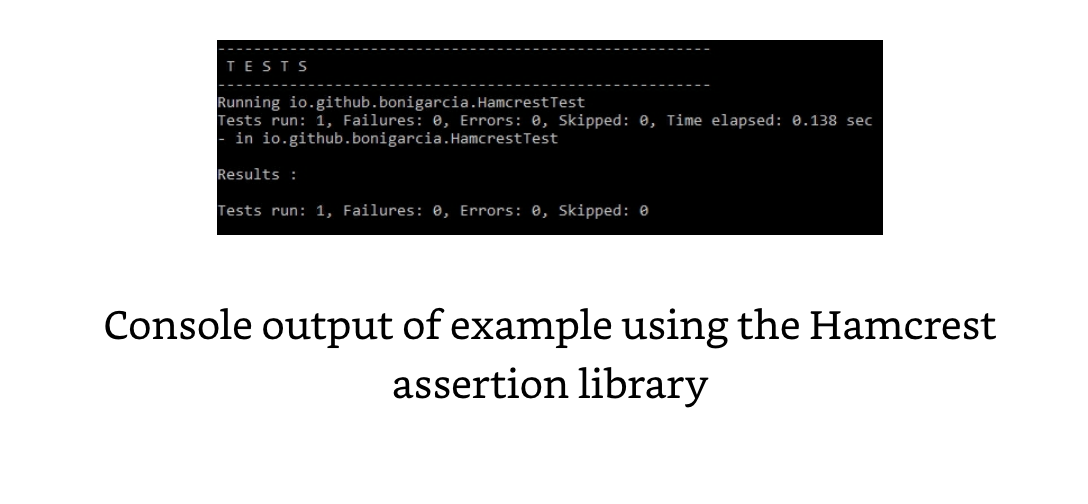 -------------------------------------------------------
T E S T S
-------------------------------------------------------
Running io.github.bonigarcia.HamcrestTest
Tests run: 1, Failures: 0, Errors: 0, Skipped: 0, Time elapsed: 0.138 sec
- in io.github.bonigarcia.HamcrestTest
Results :
Tests run: 1, Failures: 0, Errors: 0, Skipped: 0
Console output of example using the Hamcrest
assertion library